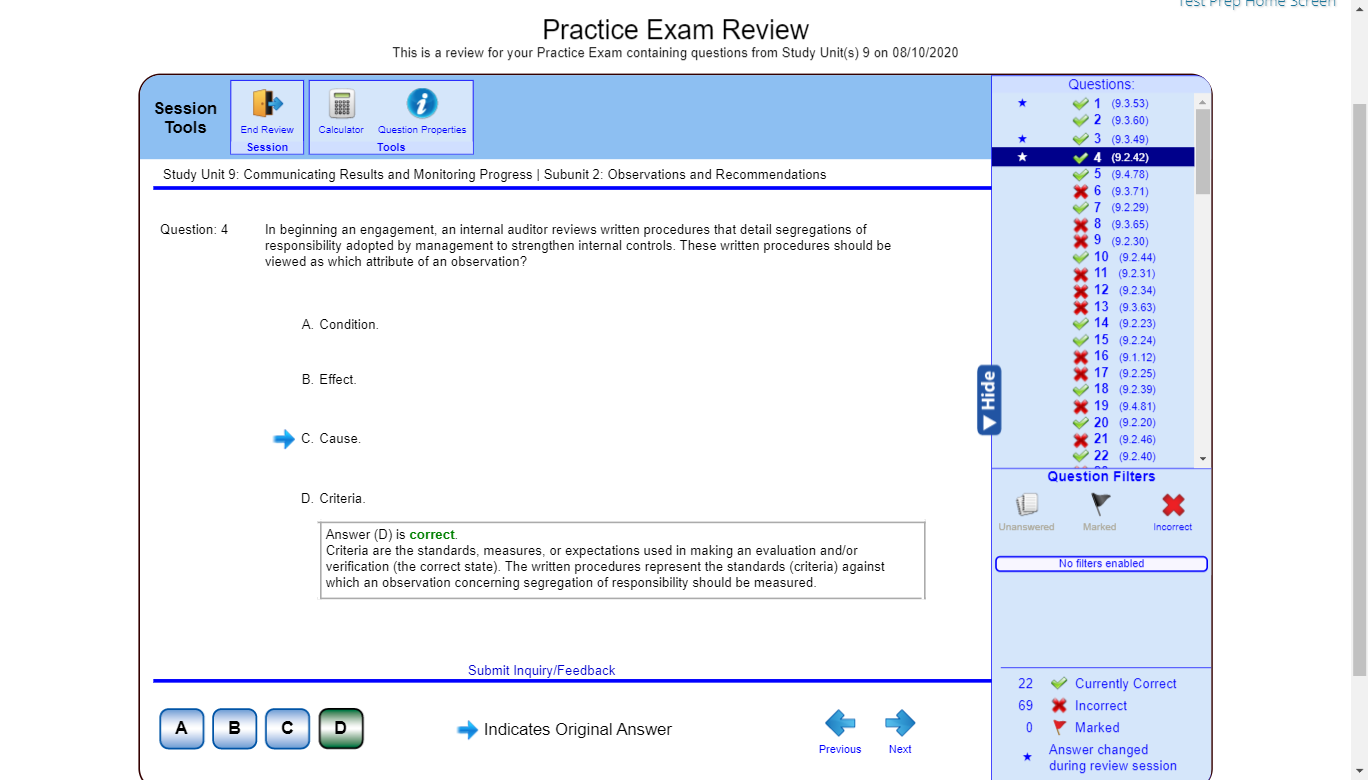 Test Prep Home Screen
Practice Exam Review
This is a review for your Practice Exam containing questions from Study Unit(s) 9 on 08/10/2020
Session Tools
End Review
Session
Calculator
Question Properties
Tools
Study Unit 9: Communicating Results and Monitoring Progress | Subunit 2: Observations and Recommendations
Question: 4
In beginning an engagement, an internal auditor reviews written procedures that detail segregations of
responsibility adopted by management to strengthen internal controls. These written procedures should be
viewed as which attribute of an observation?
A. Condition.
B. Effect.
C. Cause.
D. Criteria.
Answer (D) is correct.
Criteria are the standards, measures, or expectations used in making an evaluation and/or
verification (the correct state). The written procedures represent the standards (criteria) against
which an observation concerning segregation of responsibility should be measured.
Submit Inquiry/Feedback
A B C D
Indicates Original Answer
Previous
Next
Hide
Questions:
1 (9.3.53)
2 (9.3.60)
3 (9.3.49)
4 (9.2.42)
5 (9.4.78)
6 (9.3.71)
7 (9.2.29)
8 (9.3.65)
9 (9.2.30)
10 (9.2.44)
11 (9.2.31)
12 (9.2.34)
13 (9.3.63)
14 (9.2.23)
15 (9.2.24)
16 (9.1.12)
17 (9.2.25)
18 (9.2.39)
19 (9.4.81)
20 (9.2.20)
21 (9.2.46)
22 (9.2.40)
Question Filters
Unanswered
Marked
Incorrect
No filters enabled
22 Currently Correct
69 Incorrect
0 Marked
Answer changed
during review session